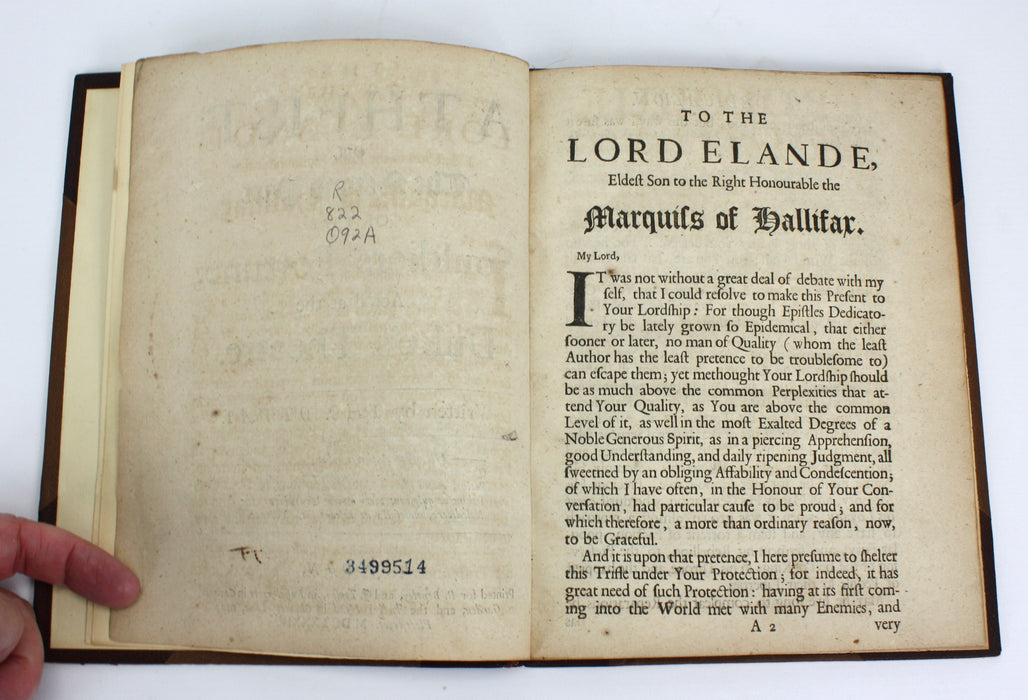 R
822
O92A
3499514
TO THE
LORD ELANDE,
Eldeſt Son to the Right Honourable the
Marquiſs of Hallifax.
My Lord,
IT was not without a great deal of debate with my
ſelf, that I could reſolve to make this Preſent to
Your Lordſhip: For though Epiſtles Dedicato-
ry be lately grown ſo Epidemical, that either
ſooner or later, no man of Quality (whom the leaſt
Author has the leaſt pretence to be troubleſome to)
can eſcape them; yet methought Your Lordſhip ſhould
be as much above the common Perplexities that at-
tend Your Quality, as You are above the common
Level of it, as well in the moſt Exalted Degrees of a
Noble Generous Spirit, as in a piercing Apprehenſion,
good Underſtanding, and daily ripening Judgment, all
ſweetned by an obliging Affability and Condeſcention;
of which I have often, in the Honour of Your Con-
verſation, had particular cauſe to be proud; and for
which therefore, a more than ordinary reaſon, now,
to be Grateful.
And it is upon that pretence, I here preſume to ſhelter
this Trifle under Your Protection; for indeed, it has
great need of ſuch Protection: having at its firſt com-
ing into the World met with many Enemies, and
A 2 very